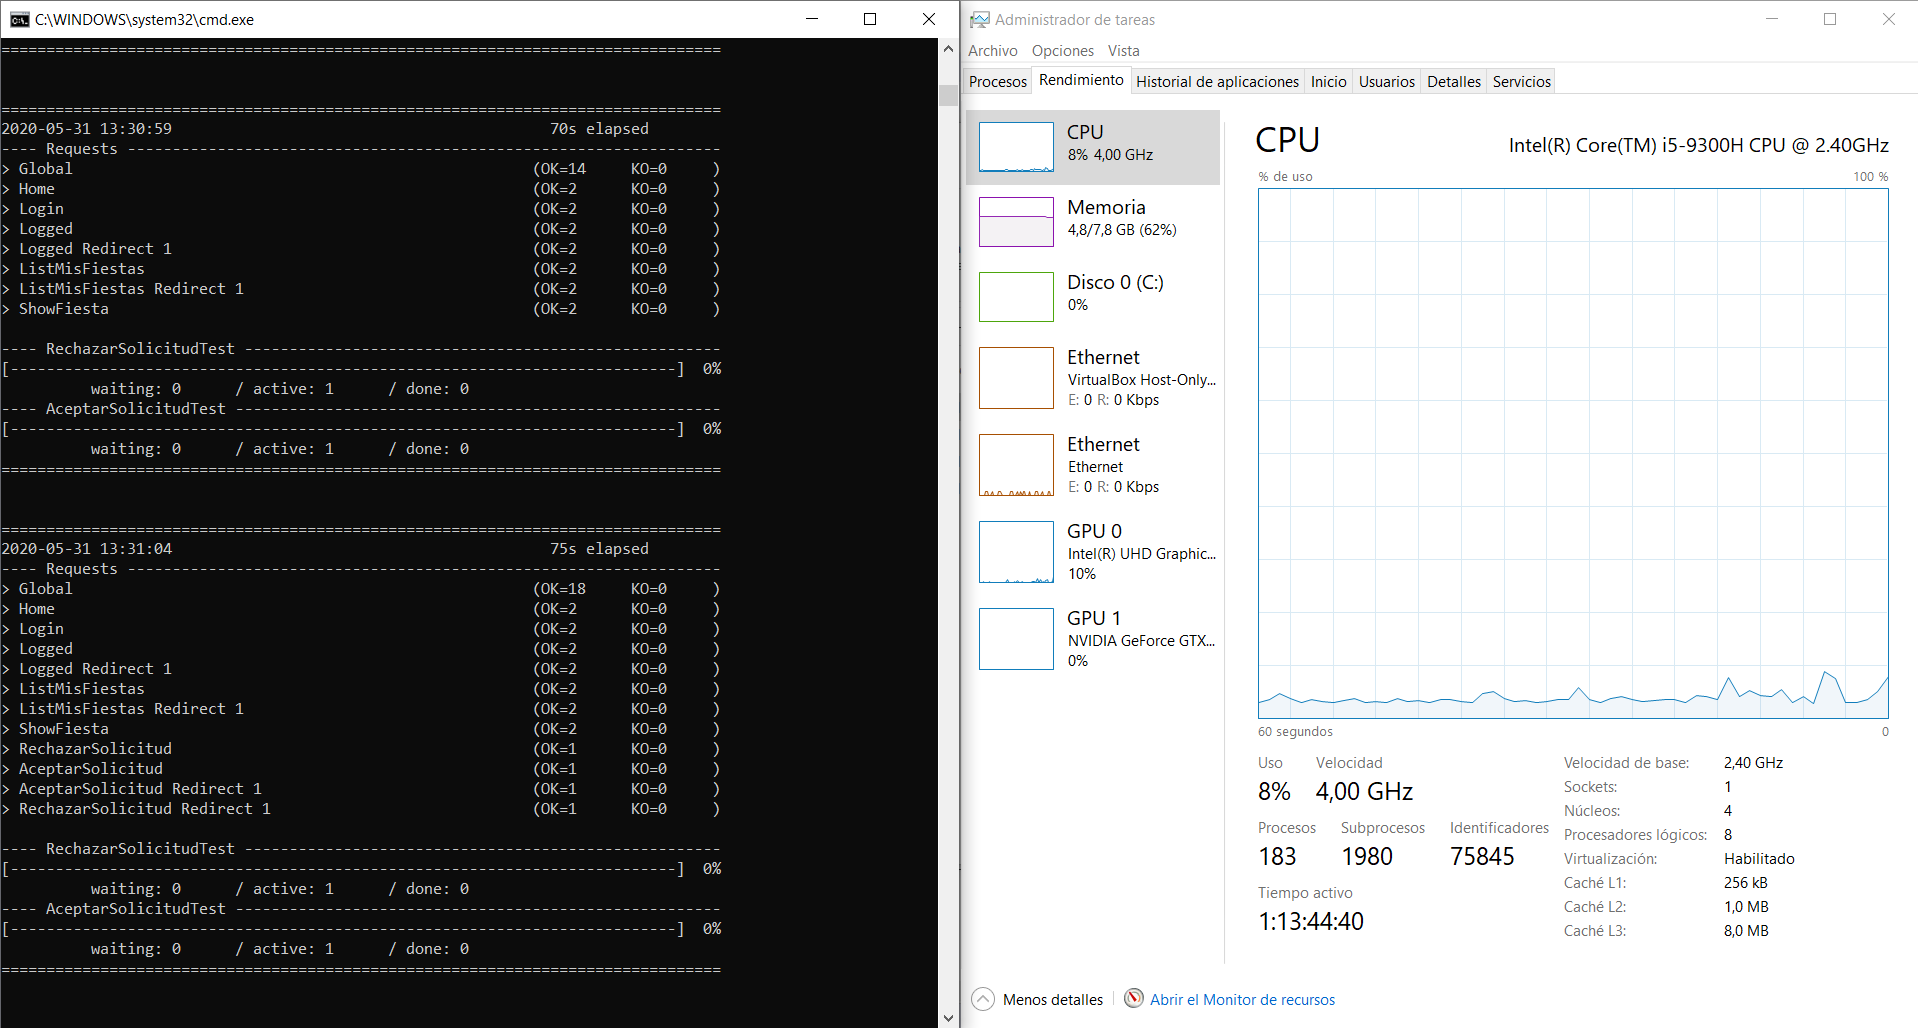 C:\WINDOWS\system32\cmd.exe
================================================================================
================================================================================
2020-05-31 13:30:59                                          70s elapsed
---- Requests ------------------------------------------------------------------
> Global                                                   (OK=14     KO=0     )
> Home                                                     (OK=2      KO=0     )
> Login                                                    (OK=2      KO=0     )
> Logged                                                   (OK=2      KO=0     )
> Logged Redirect 1                                        (OK=2      KO=0     )
> ListMisFiestas                                           (OK=2      KO=0     )
> ListMisFiestas Redirect 1                                (OK=2      KO=0     )
> ShowFiesta                                               (OK=2      KO=0     )
---- RechazarSolicitudTest -----------------------------------------------------
[--------------------------------------------------------------------------]  0%
          waiting: 0      / active: 1      / done: 0
---- AceptarSolicitudTest ------------------------------------------------------
[--------------------------------------------------------------------------]  0%
          waiting: 0      / active: 1      / done: 0
================================================================================
================================================================================
2020-05-31 13:31:04                                          75s elapsed
---- Requests ------------------------------------------------------------------
> Global                                                   (OK=18     KO=0     )
> Home                                                     (OK=2      KO=0     )
> Login                                                    (OK=2      KO=0     )
> Logged                                                   (OK=2      KO=0     )
> Logged Redirect 1                                        (OK=2      KO=0     )
> ListMisFiestas                                           (OK=2      KO=0     )
> ListMisFiestas Redirect 1                                (OK=2      KO=0     )
> ShowFiesta                                               (OK=2      KO=0     )
> RechazarSolicitud                                        (OK=1      KO=0     )
> AceptarSolicitud                                         (OK=1      KO=0     )
> AceptarSolicitud Redirect 1                              (OK=1      KO=0     )
> RechazarSolicitud Redirect 1                             (OK=1      KO=0     )
---- RechazarSolicitudTest -----------------------------------------------------
[--------------------------------------------------------------------------]  0%
          waiting: 0      / active: 1      / done: 0
---- AceptarSolicitudTest ------------------------------------------------------
[--------------------------------------------------------------------------]  0%
          waiting: 0      / active: 1      / done: 0
================================================================================
Administrador de tareas
Archivo Opciones Vista
Procesos Rendimiento Historial de aplicaciones Inicio Usuarios Detalles Servicios
CPU
8% 4,00 GHz
Memoria
4,8/7,8 GB (62%)
Disco 0 (C:)
0%
Ethernet
VirtualBox Host-Only...
E: 0 R: 0 Kbps
Ethernet
Ethernet
E: 0 R: 0 Kbps
GPU 0
Intel(R) UHD Graphic...
10%
GPU 1
NVIDIA GeForce GTX...
0%
CPU Intel(R) Core(TM) i5-9300H CPU @ 2.40GHz
% de uso 100 %
60 segundos 0
Uso Velocidad
8% 4,00 GHz
Procesos Subprocesos Identificadores
183 1980 75845
Tiempo activo
1:13:44:40
Velocidad de base: 2,40 GHz
Sockets: 1
Núcleos: 4
Procesadores lógicos: 8
Virtualización: Habilitado
Caché L1: 256 kB
Caché L2: 1,0 MB
Caché L3: 8,0 MB
Menos detalles Abrir el Monitor de recursos